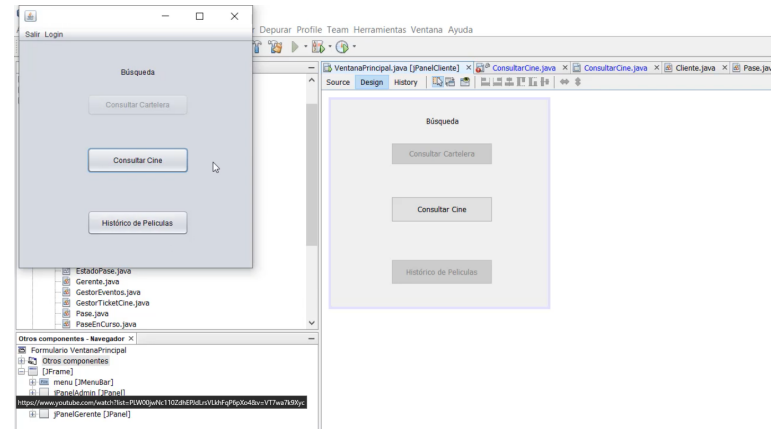 Salir Login
Depurar Profile Team Herramientas Ventana Ayuda
Búsqueda
Consultar Cartelera
Consultar Cine
Histórico de Peliculas
VentanaPrincipal.java [jPanelCliente] × ConsultarCine.java × ConsultarCine.java × Cliente.java × Pase.jav
Source Design History
Búsqueda
Consultar Cartelera
Consultar Cine
Histórico de Peliculas
EstadoPase.java
Gerente.java
GestorEventos.java
GestorTicketCine.java
Pase.java
PaseEnCurso.java
Otros componentes - Navegador ×
Formulario VentanaPrincipal
Otros componentes
[JFrame]
menu [JMenuBar]
jPanelAdmin [JPanel]
jPanelGerente [JPanel]